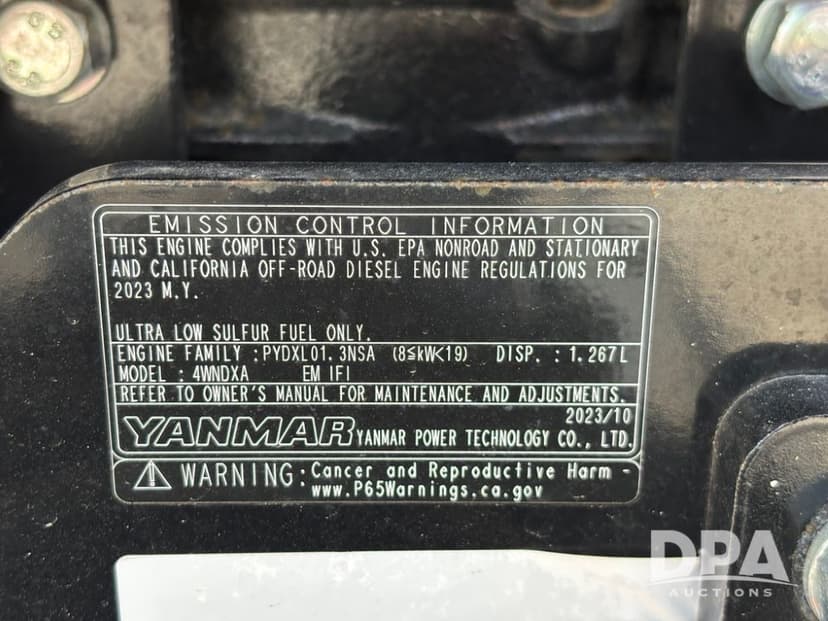 EMISSION CONTROL INFORMATION
THIS ENGINE COMPLIES WITH U.S. EPA NONROAD AND STATIONARY
AND CALIFORNIA OFF-ROAD DIESEL ENGINE REGULATIONS FOR
2023 M.Y.
ULTRA LOW SULFUR FUEL ONLY.
ENGINE FAMILY :PYDXL01.3NSA (8≦kW<19) DISP. : 1.267L
MODEL : 4WNDXA EM IFI
REFER TO OWNER'S MANUAL FOR MAINTENANCE AND ADJUSTMENTS.
2023/10
YANMAR YANMAR POWER TECHNOLOGY CO., LTD.
WARNING: Cancer and Reproductive Harm -
www.P65Warnings.ca.gov
DPA
AUCTIONS